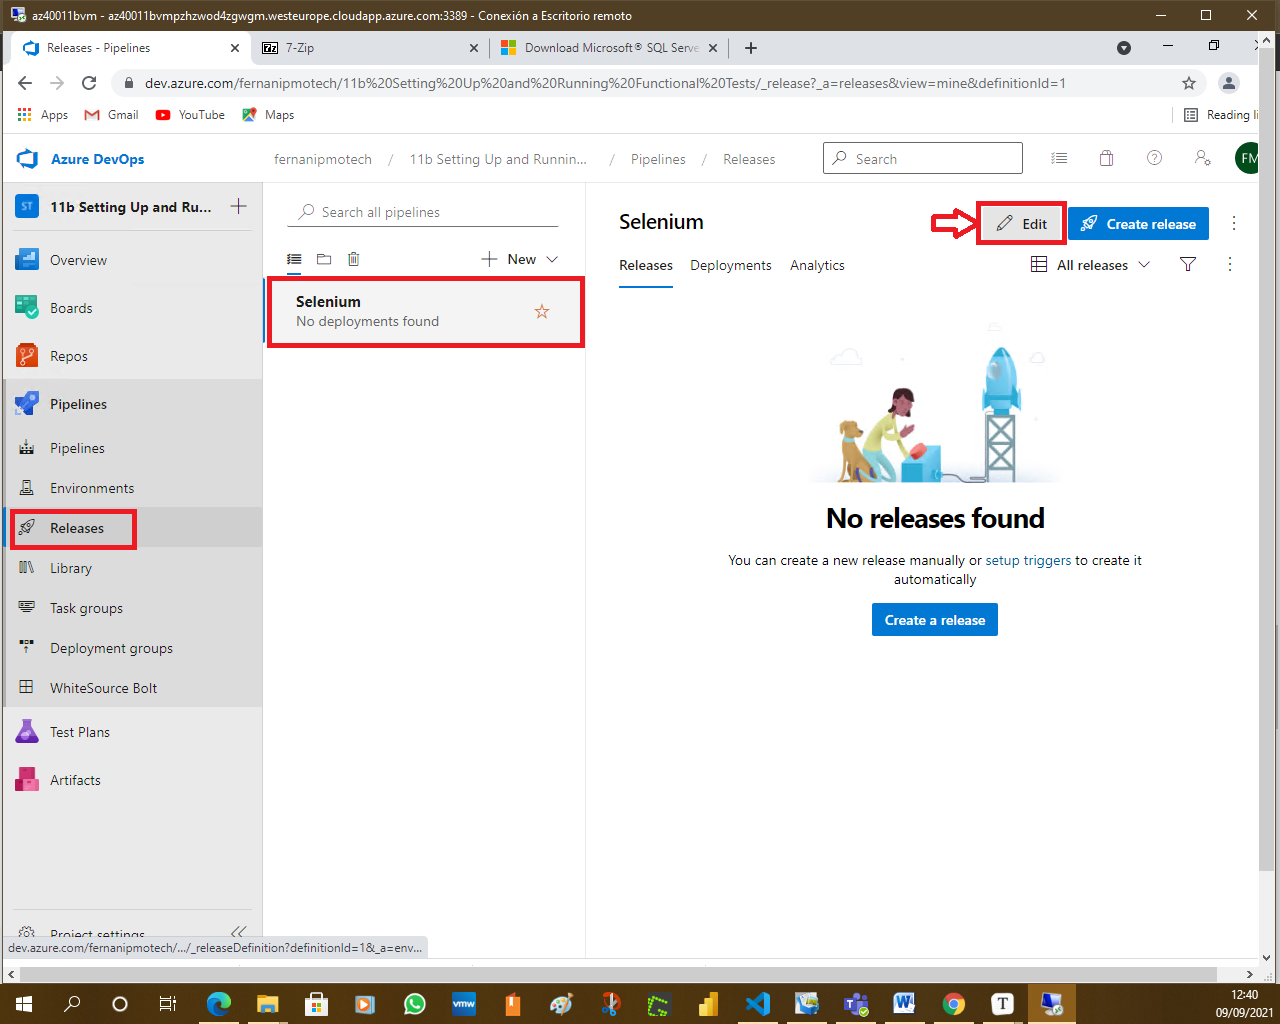 az40011bvm - az40011bvmpzhzwod4zgwgm.westeurope.cloudapp.azure.com:3389 - Conexión a Escritorio remoto
Releases - Pipelines
7-Zip
Download Microsoft® SQL Serve
dev.azure.com/fernanipmotech/11b%20Setting%20Up%20and%20Running%20Functional%20Tests/_release?_a=releases&view=mine&definitionId=1
Apps
Gmail
YouTube
Maps
Reading li
Azure DevOps
fernanipmotech / 11b Setting Up and Runnin... / Pipelines / Releases
Search
FM
ST
11b Setting Up and Ru...
Overview
Boards
Repos
Pipelines
Pipelines
Environments
Releases
Library
Task groups
Deployment groups
WhiteSource Bolt
Test Plans
Artifacts
Project settings
Search all pipelines
New
Selenium
No deployments found
Selenium
Edit
Create release
Releases
Deployments
Analytics
All releases
No releases found
You can create a new release manually or setup triggers to create it
automatically
Create a release
dev.azure.com/fernanipmotech/.../_releaseDefinition?definitionId=1&_a=env...
vmw
12:40
09/09/2021